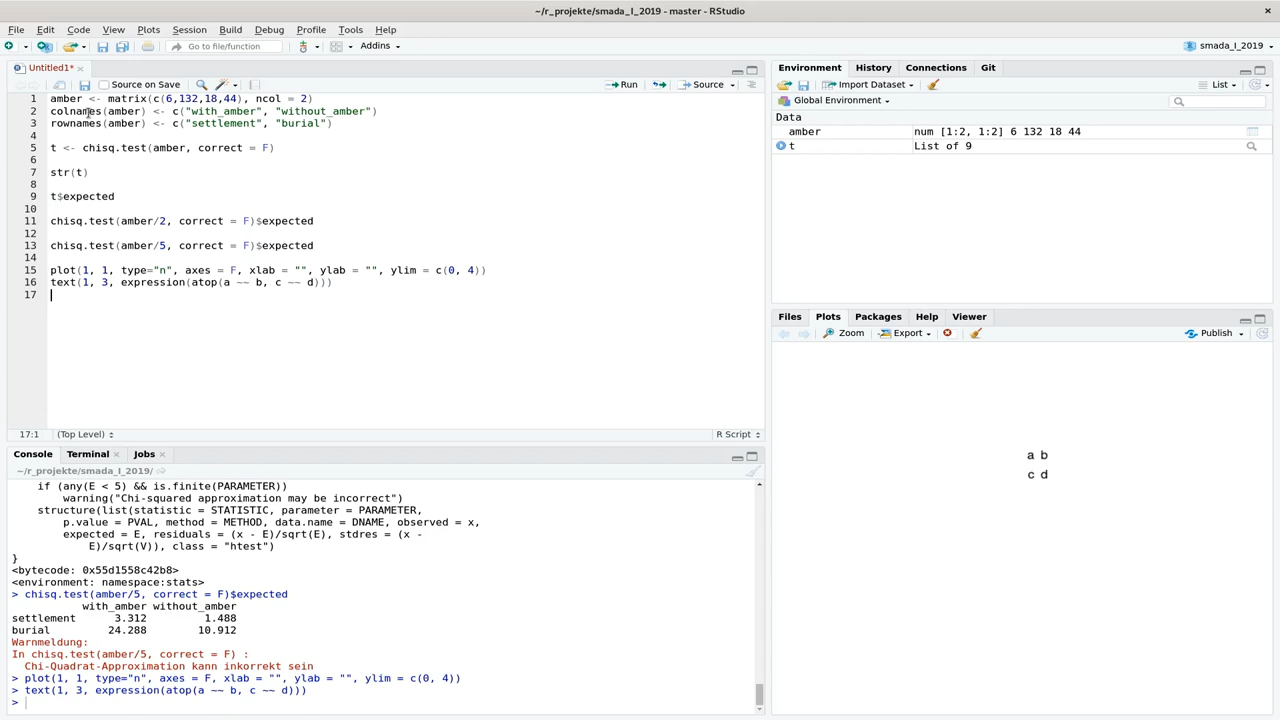 ~/r_projekte/smada_I_2019 - master - RStudio
File Edit Code View Plots Session Build Debug Profile Tools Help
Go to file/function Addins smada_I_2019
Untitled1*
Source on Save Run Source
1 amber <- matrix(c(6,132,18,44), ncol = 2)
2 colnames(amber) <- c("with_amber", "without_amber")
3 rownames(amber) <- c("settlement", "burial")
4
5 t <- chisq.test(amber, correct = F)
6
7 str(t)
8
9 t$expected
10
11 chisq.test(amber/2, correct = F)$expected
12
13 chisq.test(amber/5, correct = F)$expected
14
15 plot(1, 1, type="n", axes = F, xlab = "", ylab = "", ylim = c(0, 4))
16 text(1, 3, expression(atop(a ~~ b, c ~~ d)))
17
17:1 (Top Level) R Script
Console Terminal Jobs
~/r_projekte/smada_I_2019/
if (any(E < 5) && is.finite(PARAMETER))
warning("Chi-squared approximation may be incorrect")
structure(list(statistic = STATISTIC, parameter = PARAMETER,
p.value = PVAL, method = METHOD, data.name = DNAME, observed = x,
expected = E, residuals = (x - E)/sqrt(E), stdres = (x -
E)/sqrt(V)), class = "htest")
}
<bytecode: 0x55d1558c42b8>
<environment: namespace:stats>
> chisq.test(amber/5, correct = F)$expected
with_amber without_amber
settlement 3.312 1.488
burial 24.288 10.912
Warnmeldung:
In chisq.test(amber/5, correct = F) :
Chi-Quadrat-Approximation kann inkorrekt sein
> plot(1, 1, type="n", axes = F, xlab = "", ylab = "", ylim = c(0, 4))
> text(1, 3, expression(atop(a ~~ b, c ~~ d)))
>
Environment History Connections Git
Import Dataset List
Global Environment
Data
amber num [1:2, 1:2] 6 132 18 44
t List of 9
Files Plots Packages Help Viewer
Zoom Export Publish
a b
c d